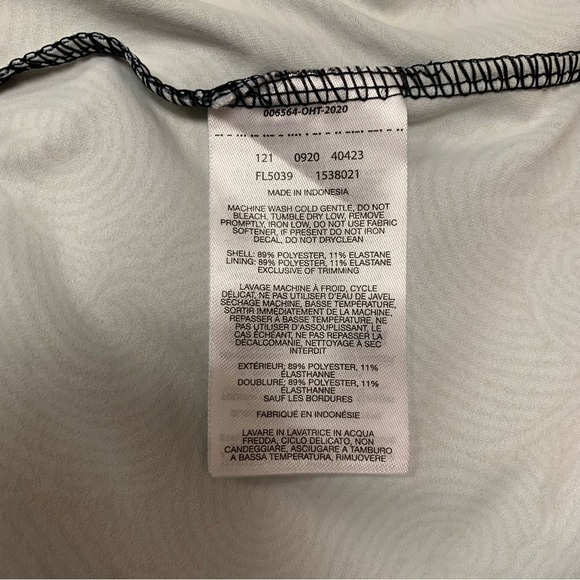 006564-OHT-2020
121 0920 40423
FL5039 1538021
MADE IN INDONESIA
MACHINE WASH COLD GENTLE, DO NOT
BLEACH, TUMBLE DRY LOW, REMOVE
PROMPTLY, IRON LOW, DO NOT USE FABRIC
SOFTENER, IF PRESENT DO NOT IRON
DECAL, DO NOT DRYCLEAN
SHELL: 89% POLYESTER, 11% ELASTANE
LINING: 89% POLYESTER, 11% ELASTANE
EXCLUSIVE OF TRIMMING
LAVAGE MACHINE À FROID, CYCLE
DÉLICAT, NE PAS UTILISER D'EAU DE JAVEL,
SÉCHAGE MACHINE, BASSE TEMPÉRATURE,
SORTIR IMMÉDIATEMENT DE LA MACHINE,
REPASSER À BASSE TEMPÉRATURE, NE
PAS UTILISER D'ASSOUPLISSANT, LE
CAS ÉCHÉANT NE PAS REPASSER LA
DÉCALCOMANIE, NETTOYAGE À SEC
INTERDIT
EXTÉRIEUR; 89% POLYESTER, 11%
ÉLASTHANNE
DOUBLURE; 89% POLYESTER, 11%
ÉLASTHANNE
SAUF LES BORDURES
FABRIQUÉ EN INDONÉSIE
LAVARE IN LAVATRICE IN ACQUA
FREDDA, CICLO DELICATO, NON
CANDEGGIARE, ASCIUGARE A TAMBURO
A BASSA TEMPERATURA, RIMUOVERE